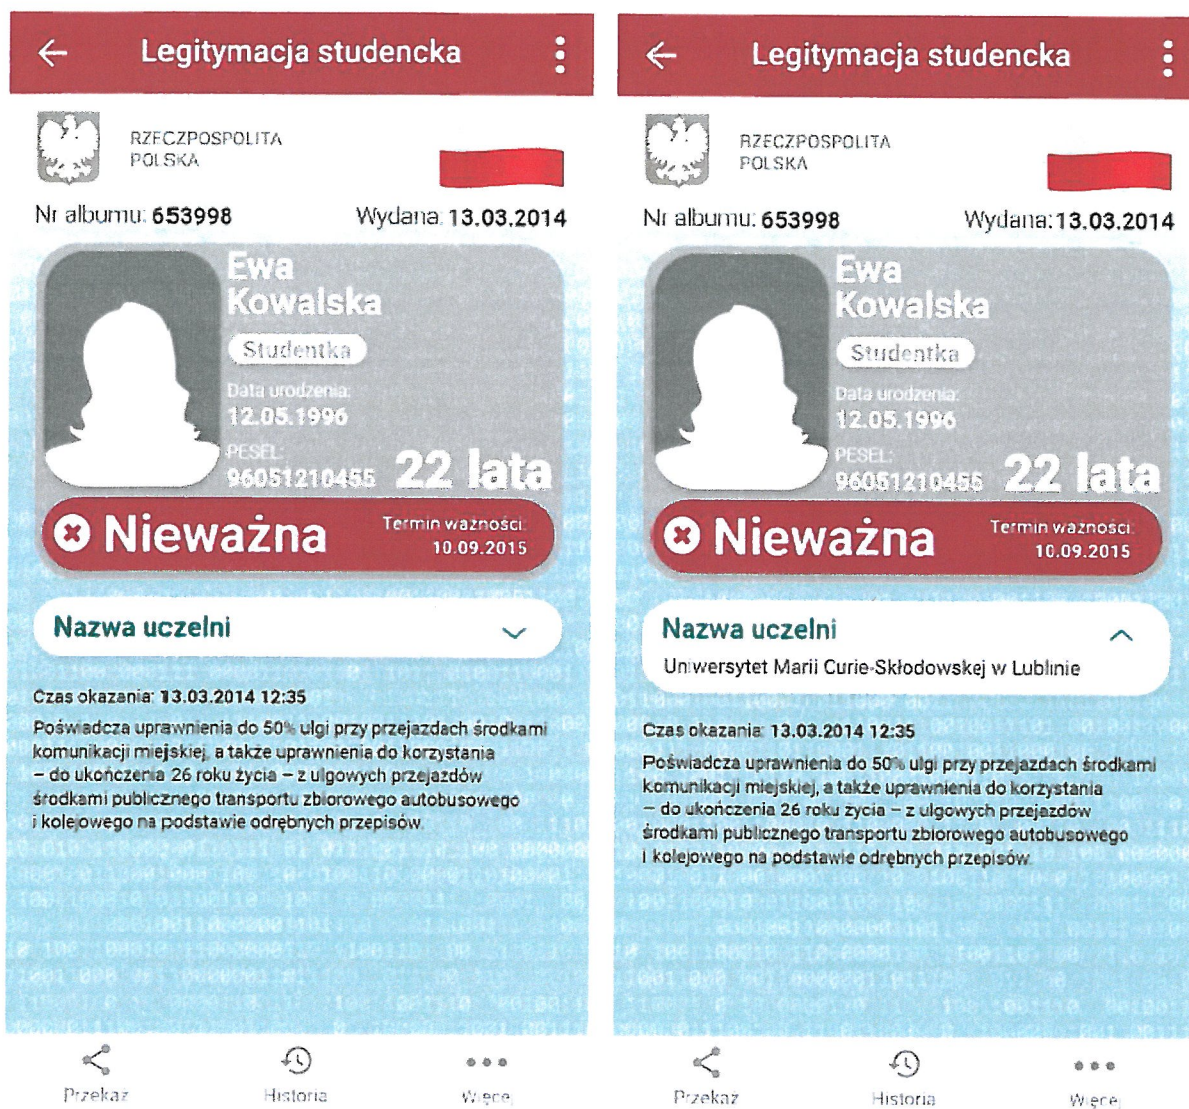 Legitymacja studencka
RZECZPOSPOLITA
POLSKA
Nr albumu: 653998
Wydana: 13.03.2014
Ewa
Kowalska
Studentka
Data urodzenia:
12.05.1996
PESEL:
96051210455
22 lata
Nieważna
Termin ważności:
10.09.2015
Nazwa uczelni
Czas okazania: 13.03.2014 12:35
Poświadcza uprawnienia do 50% ulgi przy przejazdach środkami
komunikacji miejskiej, a także uprawnienia do korzystania
– do ukończenia 26 roku życia – z ulgowych przejazdów
środkami publicznego transportu zbiorowego autobusowego
i kolejowego na podstawie odrębnych przepisów.
Przekaż
Historia
Więcej
Legitymacja studencka
RZECZPOSPOLITA
POLSKA
Nr albumu: 653998
Wydana: 13.03.2014
Ewa
Kowalska
Studentka
Data urodzenia:
12.05.1996
PESEL:
96051210455
22 lata
Nieważna
Termin ważności:
10.09.2015
Nazwa uczelni
Uniwersytet Marii Curie-Skłodowskej w Lublinie
Czas okazania: 13.03.2014 12:35
Poświadcza uprawnienia do 50% ulgi przy przejazdach środkami
komunikacji miejskiej, a także uprawnienia do korzystania
– do ukończenia 26 roku życia – z ulgowych przejazdów
środkami publicznego transportu zbiorowego autobusowego
i kolejowego na podstawie odrębnych przepisów.
Przekaż
Historia
Więcej